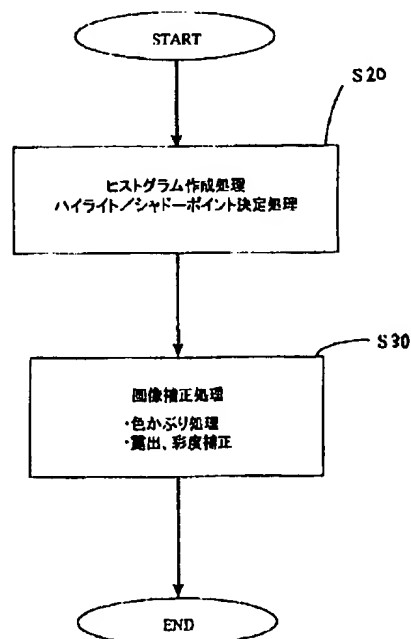 START
S20
ヒストグラム作成処理
ハイライト／シャドーポイント決定処理
S30
画像補正処理
・色かぶり処理
・露出、彩度補正
END